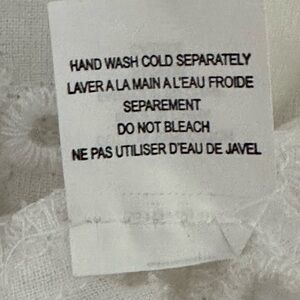 HAND WASH COLD SEPARATELY
LAVER A LA MAIN A L'EAU FROIDE
SEPAREMENT
DO NOT BLEACH
NE PAS UTILISER D'EAU DE JAVEL